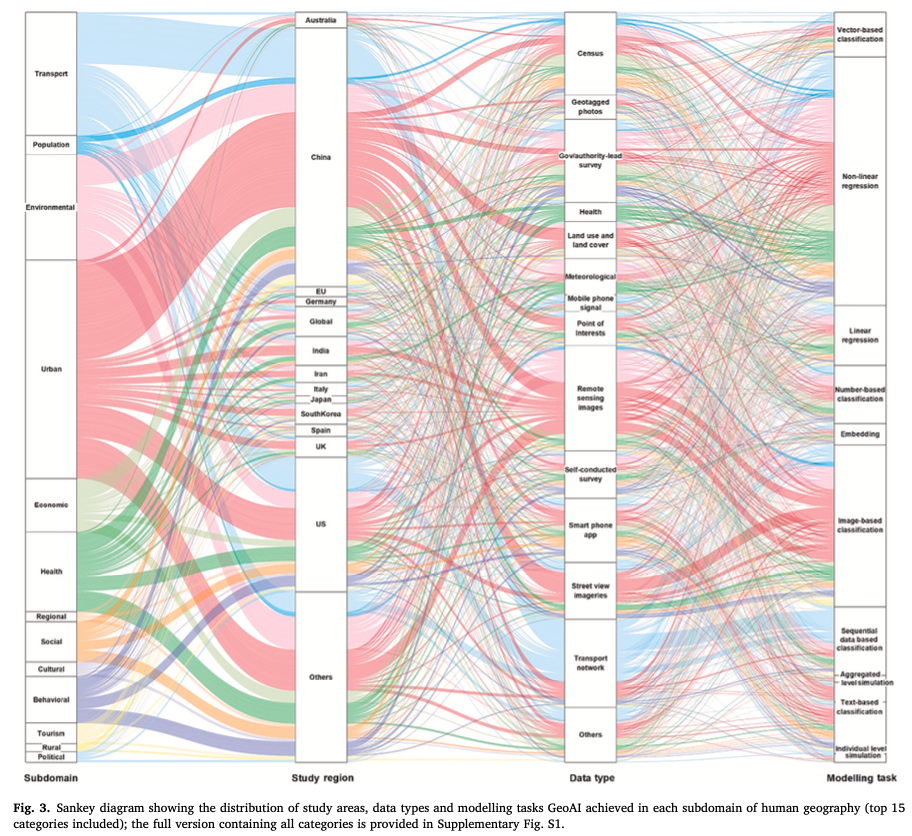 Transport
Population
Environmental
Urban
Economic
Health
Regional
Social
Cultural
Behavioral
Tourism
Rural
Political
Subdomain
Australia
China
EU
Germany
Global
India
Iran
Italy
Japan
SouthKorea
Spain
UK
US
Others
Study region
Census
Geotagged
photos
Gov/authority-lead
survey
Health
Land use and
land cover
Meteorological
Mobile phone
signal
Point of
Interests
Remote
sensing
images
Self-conducted
survey
Smart phone
app
Street view
imageries
Transport
network
Others
Data type
Vector-based
classification
Non-linear
regression
Linear
regression
Number-based
classification
Embedding
Image-based
classification
Sequential
data based
classification
Aggregated
level simulation
Text-based
classification
Individual level
simulation
Modelling task
Fig. 3. Sankey diagram showing the distribution of study areas, data types and modelling tasks GeoAI achieved in each subdomain of human geography (top 15
categories included); the full version containing all categories is provided in Supplementary Fig. S1.